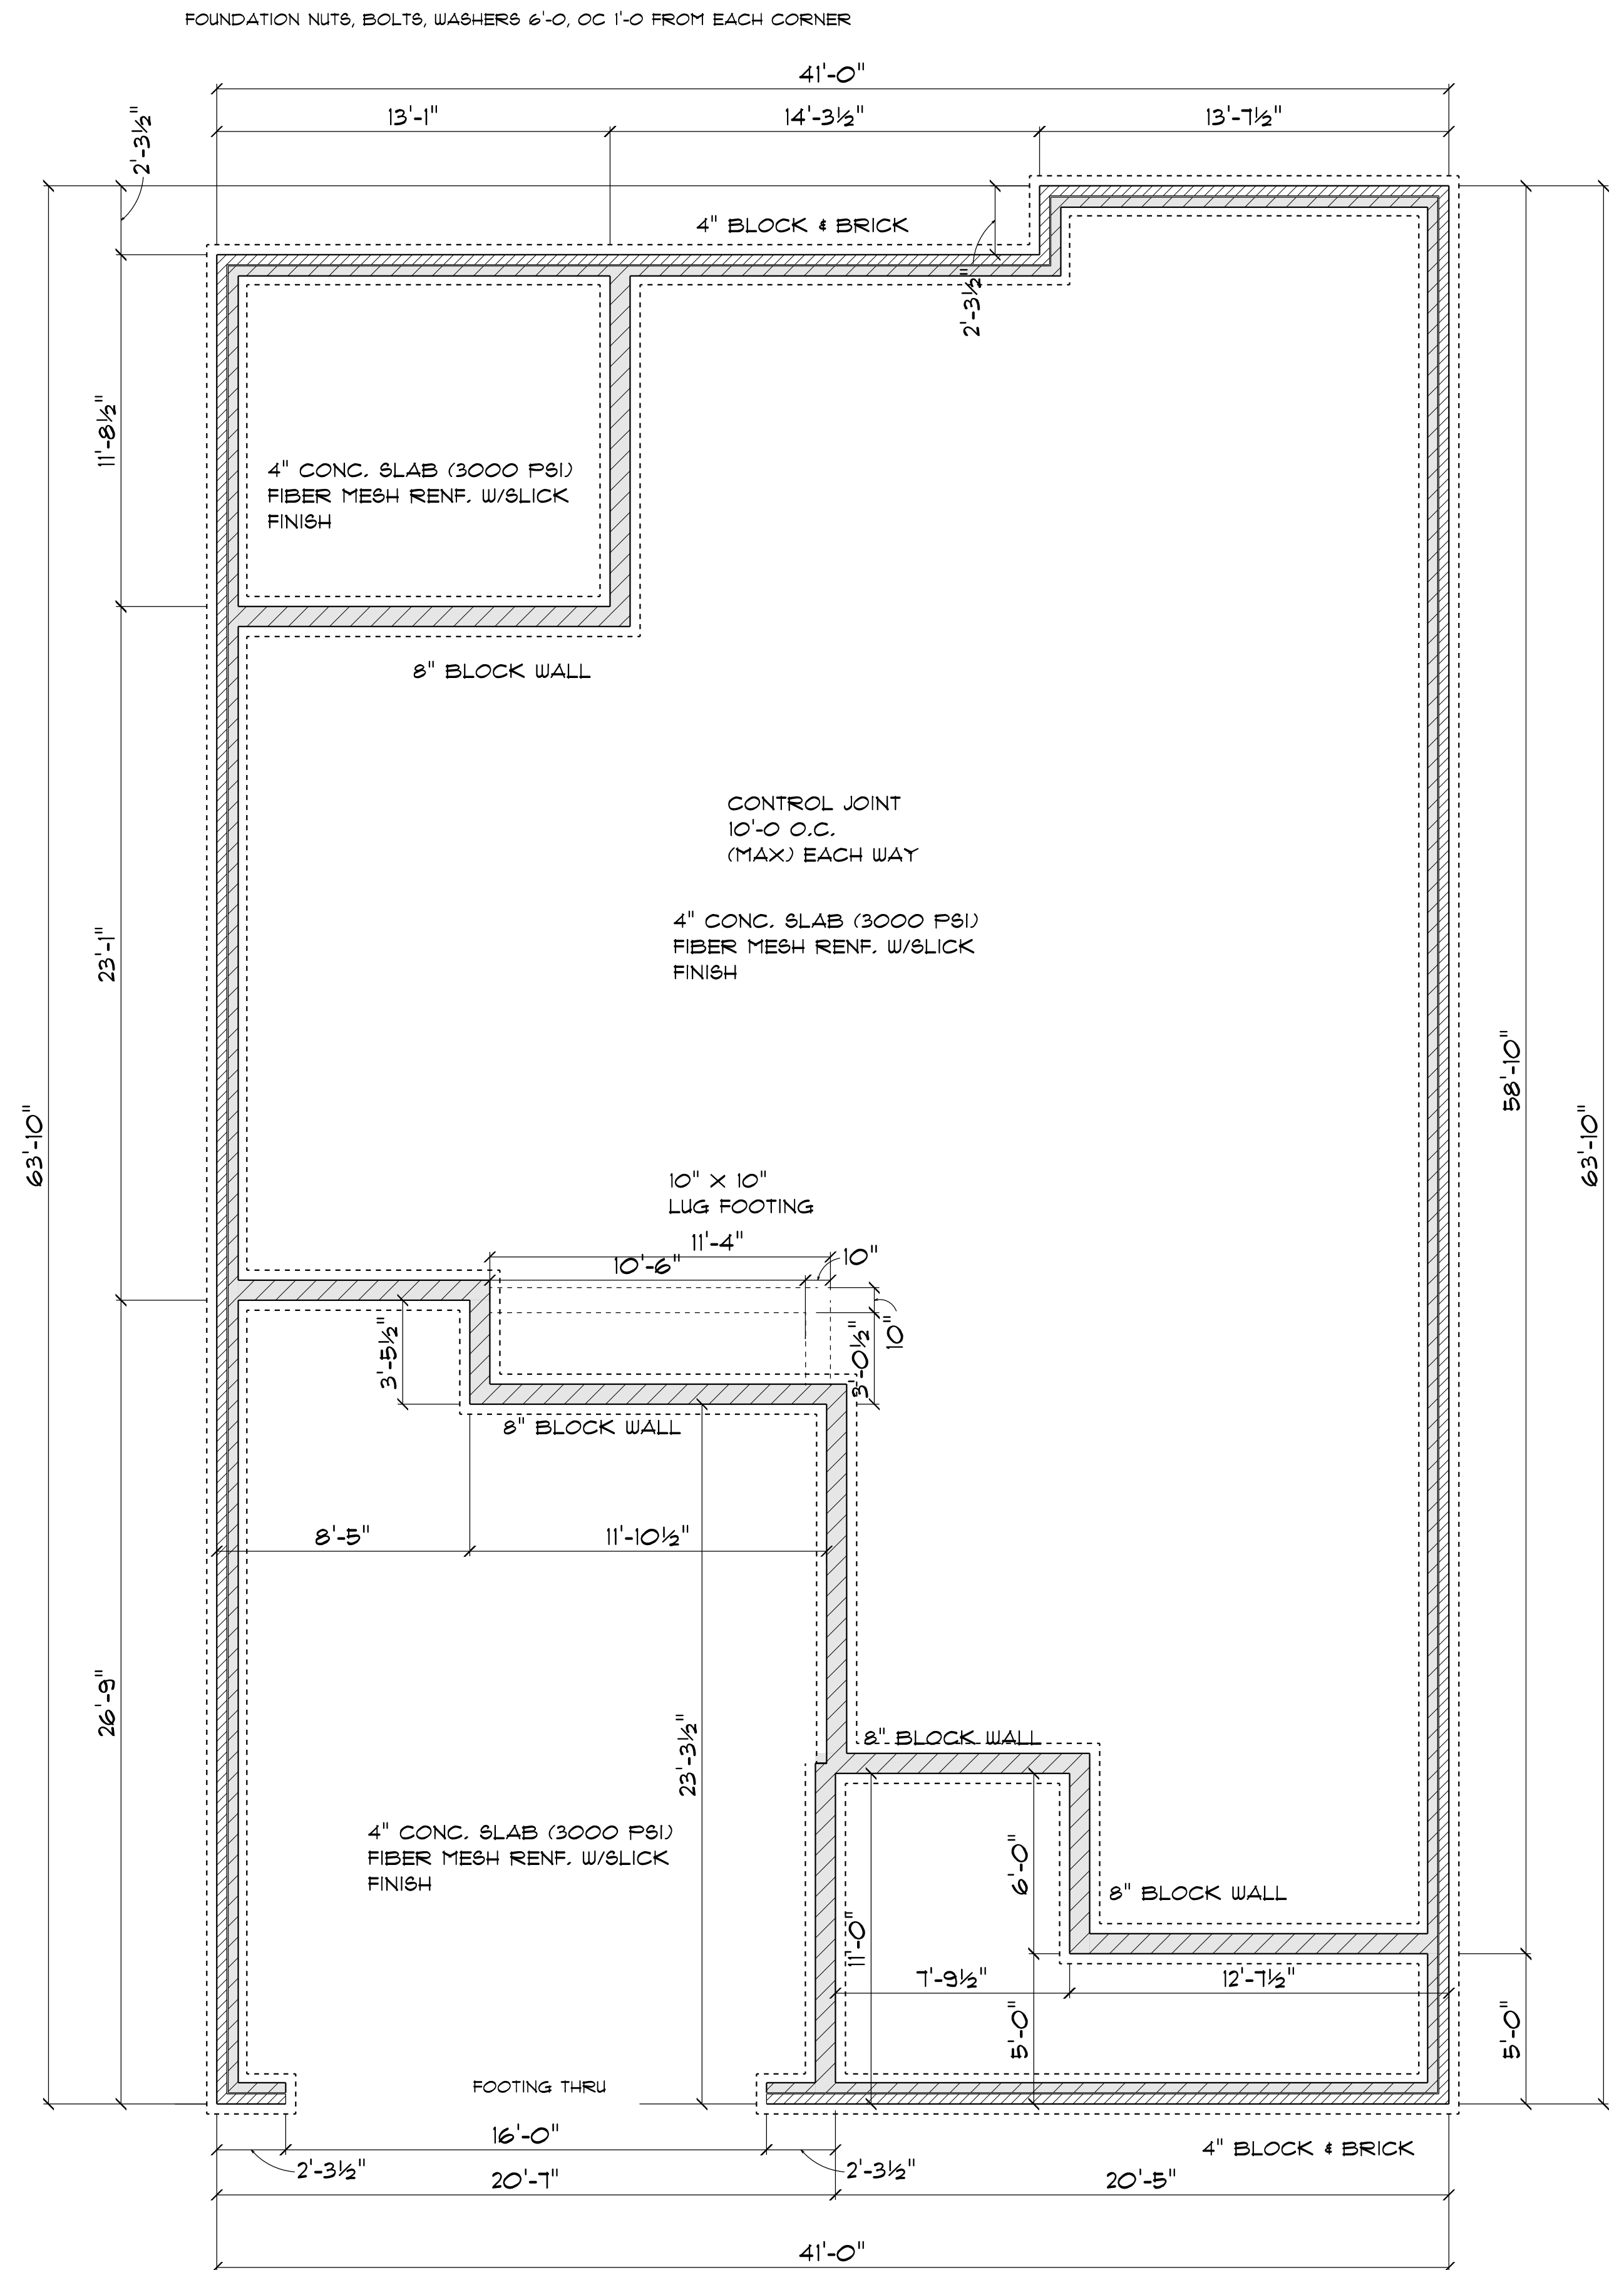 FOUNDATION NUTS, BOLTS, WASHERS 6'-0, OC 1'-0 FROM EACH CORNER
41'-0"
13'-1"
14'-3½"
13'-7½"
2'-3½"
4" BLOCK & BRICK
2'-3½"
11'-8½"
4" CONC. SLAB (3000 PSI)
FIBER MESH RENF. W/SLICK
FINISH
8" BLOCK WALL
CONTROL JOINT
10'-0 O.C.
(MAX) EACH WAY
4" CONC. SLAB (3000 PSI)
FIBER MESH RENF. W/SLICK
FINISH
23'-1"
58'-10"
63'-10"
63'-10"
10" X 10"
LUG FOOTING
11'-4"
10'-6"
10"
10"
3'-5½"
3'-0½"
8" BLOCK WALL
8'-5"
11'-10½"
26'-9"
23'-3½"
8" BLOCK WALL
4" CONC. SLAB (3000 PSI)
FIBER MESH RENF. W/SLICK
FINISH
6'-0"
8" BLOCK WALL
11'-0"
7'-9½"
12'-7½"
5'-0"
5'-0"
FOOTING THRU
16'-0"
4" BLOCK & BRICK
2'-3½"
2'-3½"
20'-7"
20'-5"
41'-0"